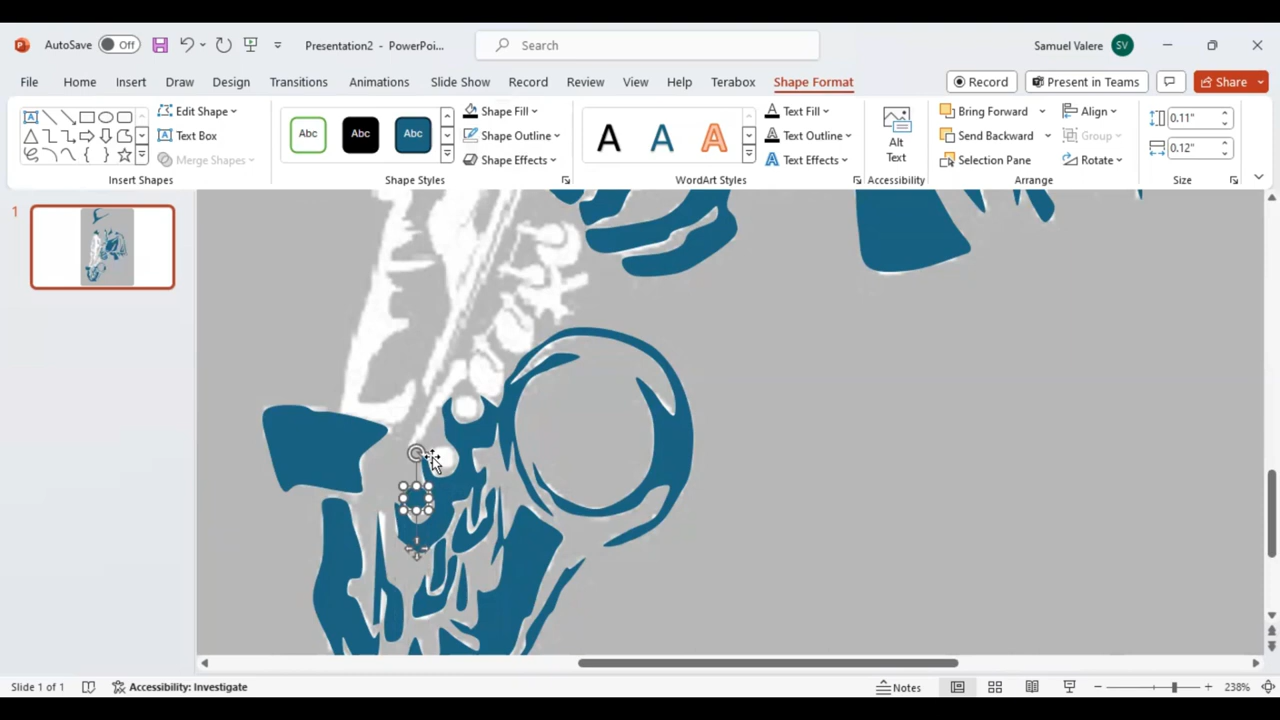 AutoSave Off Presentation2 - PowerPoi... Search Samuel Valere SV
File Home Insert Draw Design Transitions Animations Slide Show Record Review View Help Terabox Shape Format Record Present in Teams Share
Edit Shape
Text Box
Merge Shapes
Insert Shapes
Abc Abc Abc
Shape Fill
Shape Outline
Shape Effects
Shape Styles
A A A
Text Fill
Text Outline
Text Effects
WordArt Styles
Alt
Text
Accessibility
Bring Forward
Send Backward
Selection Pane
Align
Group
Rotate
Arrange
0.11"
0.12"
Size
1
Slide 1 of 1 Accessibility: Investigate Notes 238%